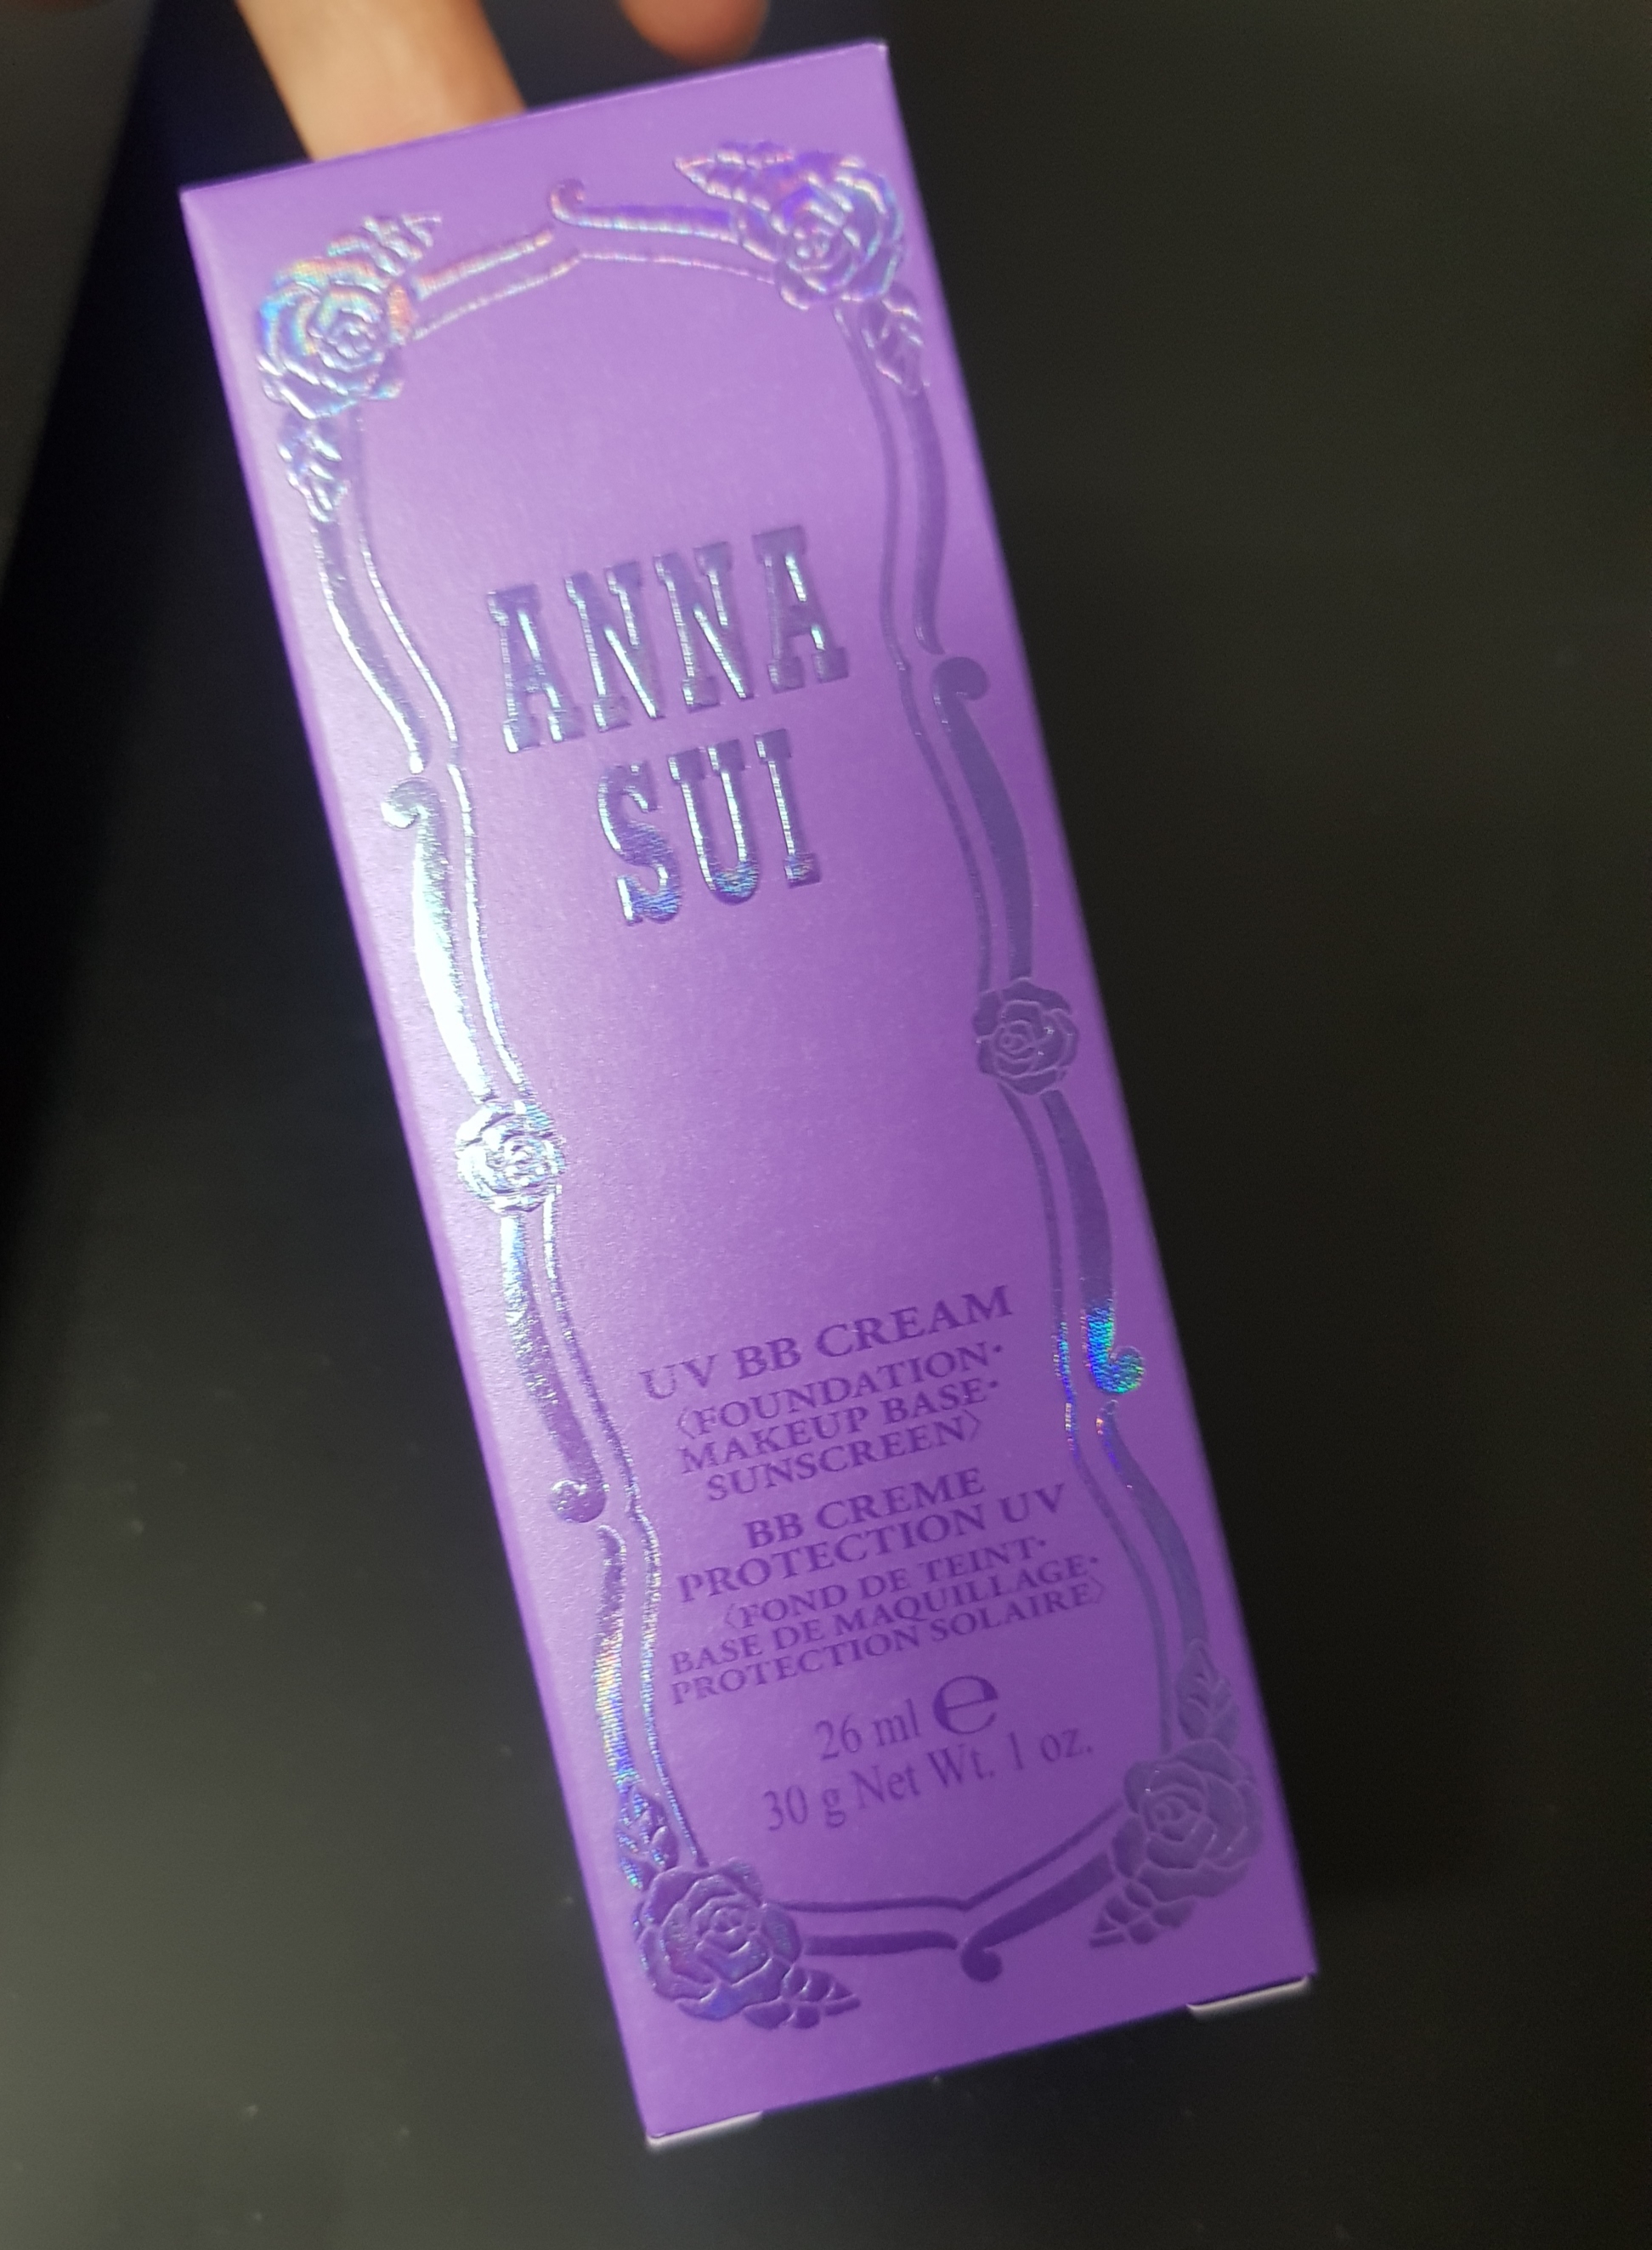 ANNA
SUI
UV BB CREAM
〈FOUNDATION·
MAKEUP BASE·
SUNSCREEN〉
BB CREME
PROTECTION UV
〈FOND DE TEINT·
BASE DE MAQUILLAGE·
PROTECTION SOLAIRE〉
26 ml ℮
30 g Net Wt. 1 oz.